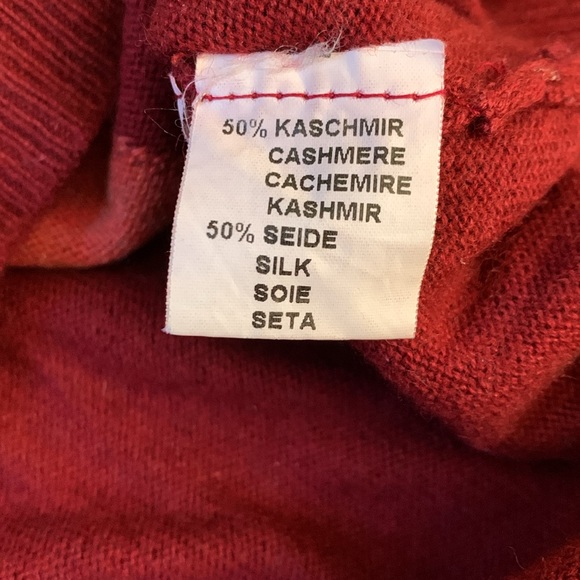 50% KASCHMIR
CASHMERE
CACHEMIRE
KASHMIR
50% SEIDE
SILK
SOIE
SETA